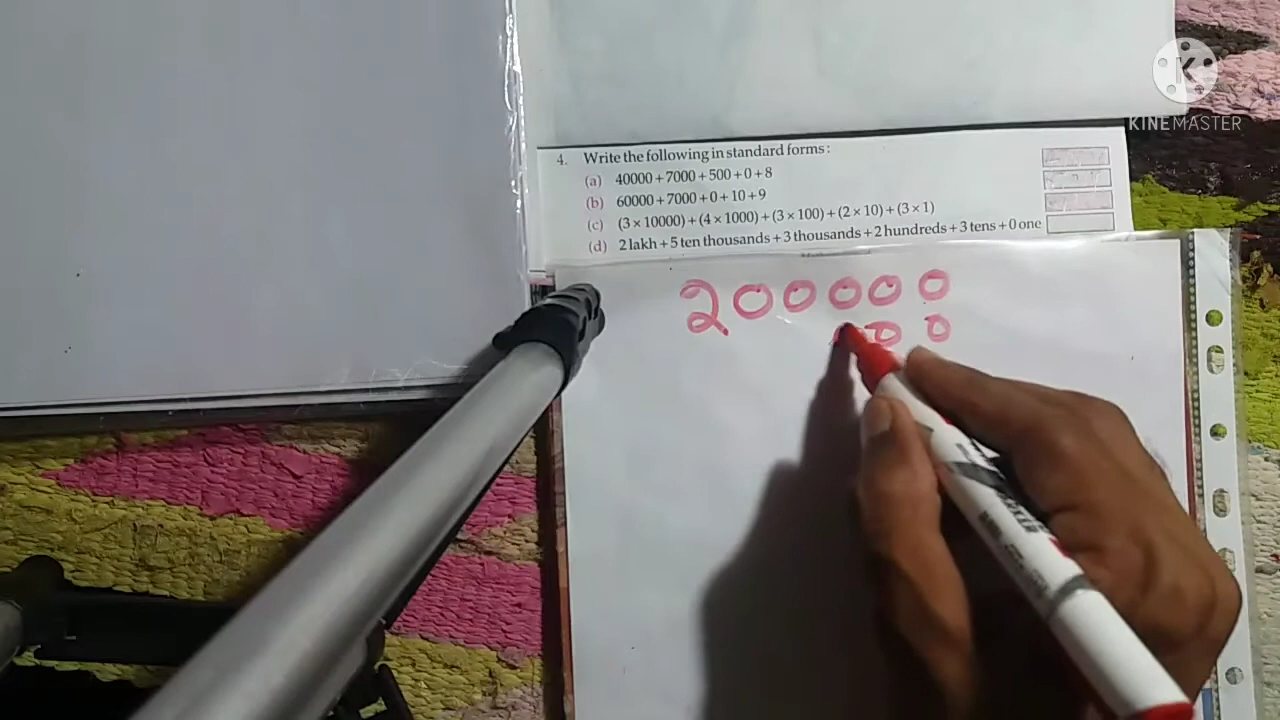 KINEMASTER
4. Write the following in standard forms:
(a) 40000+7000+500+0+8
(b) 60000+7000+0+10+9
(c) (3×10000)+(4×1000)+(3×100)+(2×10)+(3×1)
(d) 2 lakh+5 ten thousands+3 thousands+2 hundreds+3 tens+0 one
200000
00